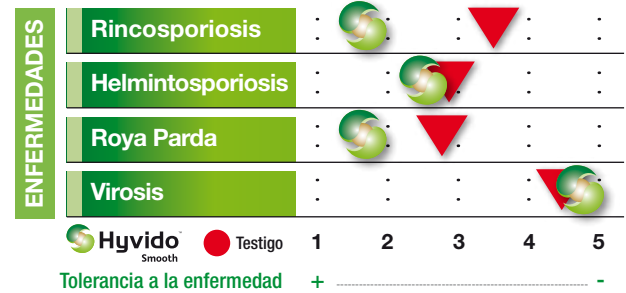 ENFERMEDADES
Rincosporiosis
Helmintosporiosis
Roya Parda
Virosis
Hyvido Smooth Testigo 1 2 3 4 5
Tolerancia a la enfermedad + -